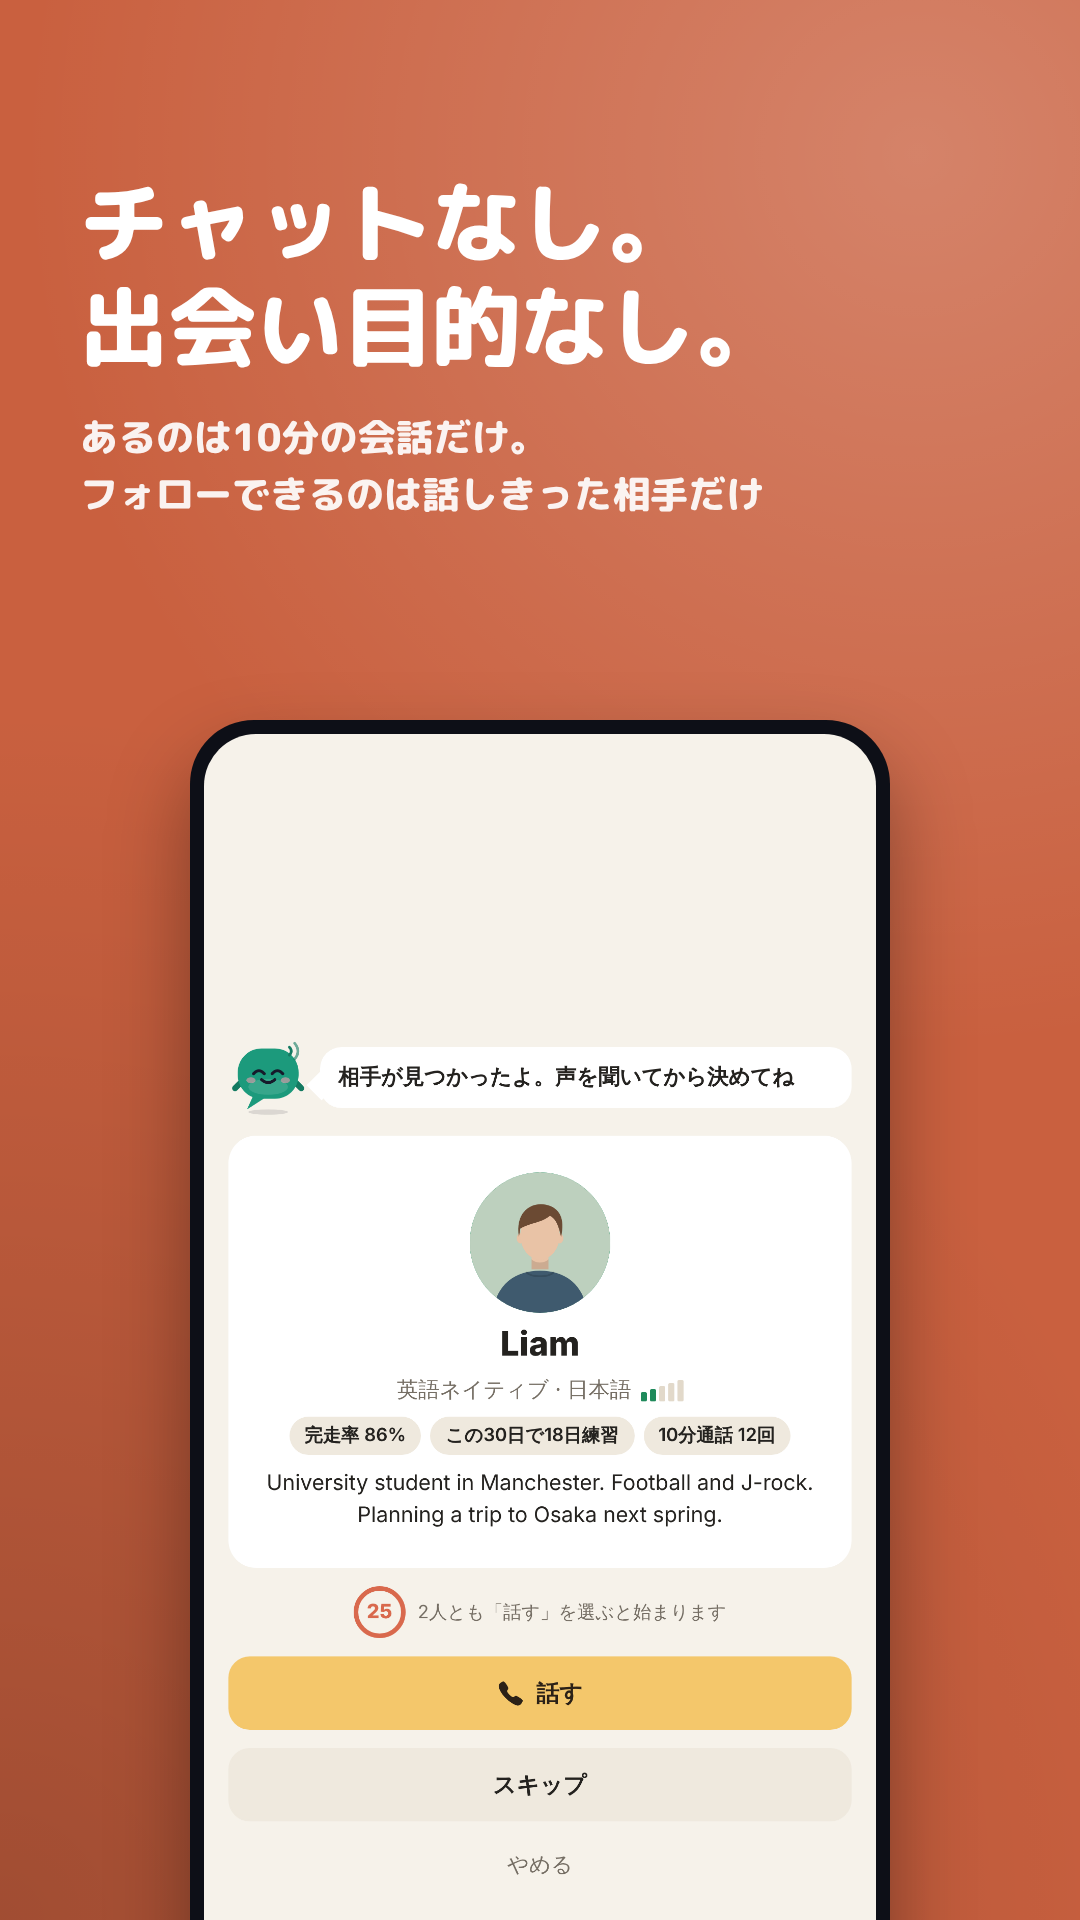 チャットなし。
出会い目的なし。
あるのは10分の会話だけ。
フォローできるのは話しきった相手だけ
相手が見つかったよ。声を聞いてから決めてね
Liam
英語ネイティブ・日本語
完走率 86% この30日で18日練習 10分通話 12回
University student in Manchester. Football and J-rock.
Planning a trip to Osaka next spring.
25 2人とも「話す」を選ぶと始まります
話す
スキップ
やめる